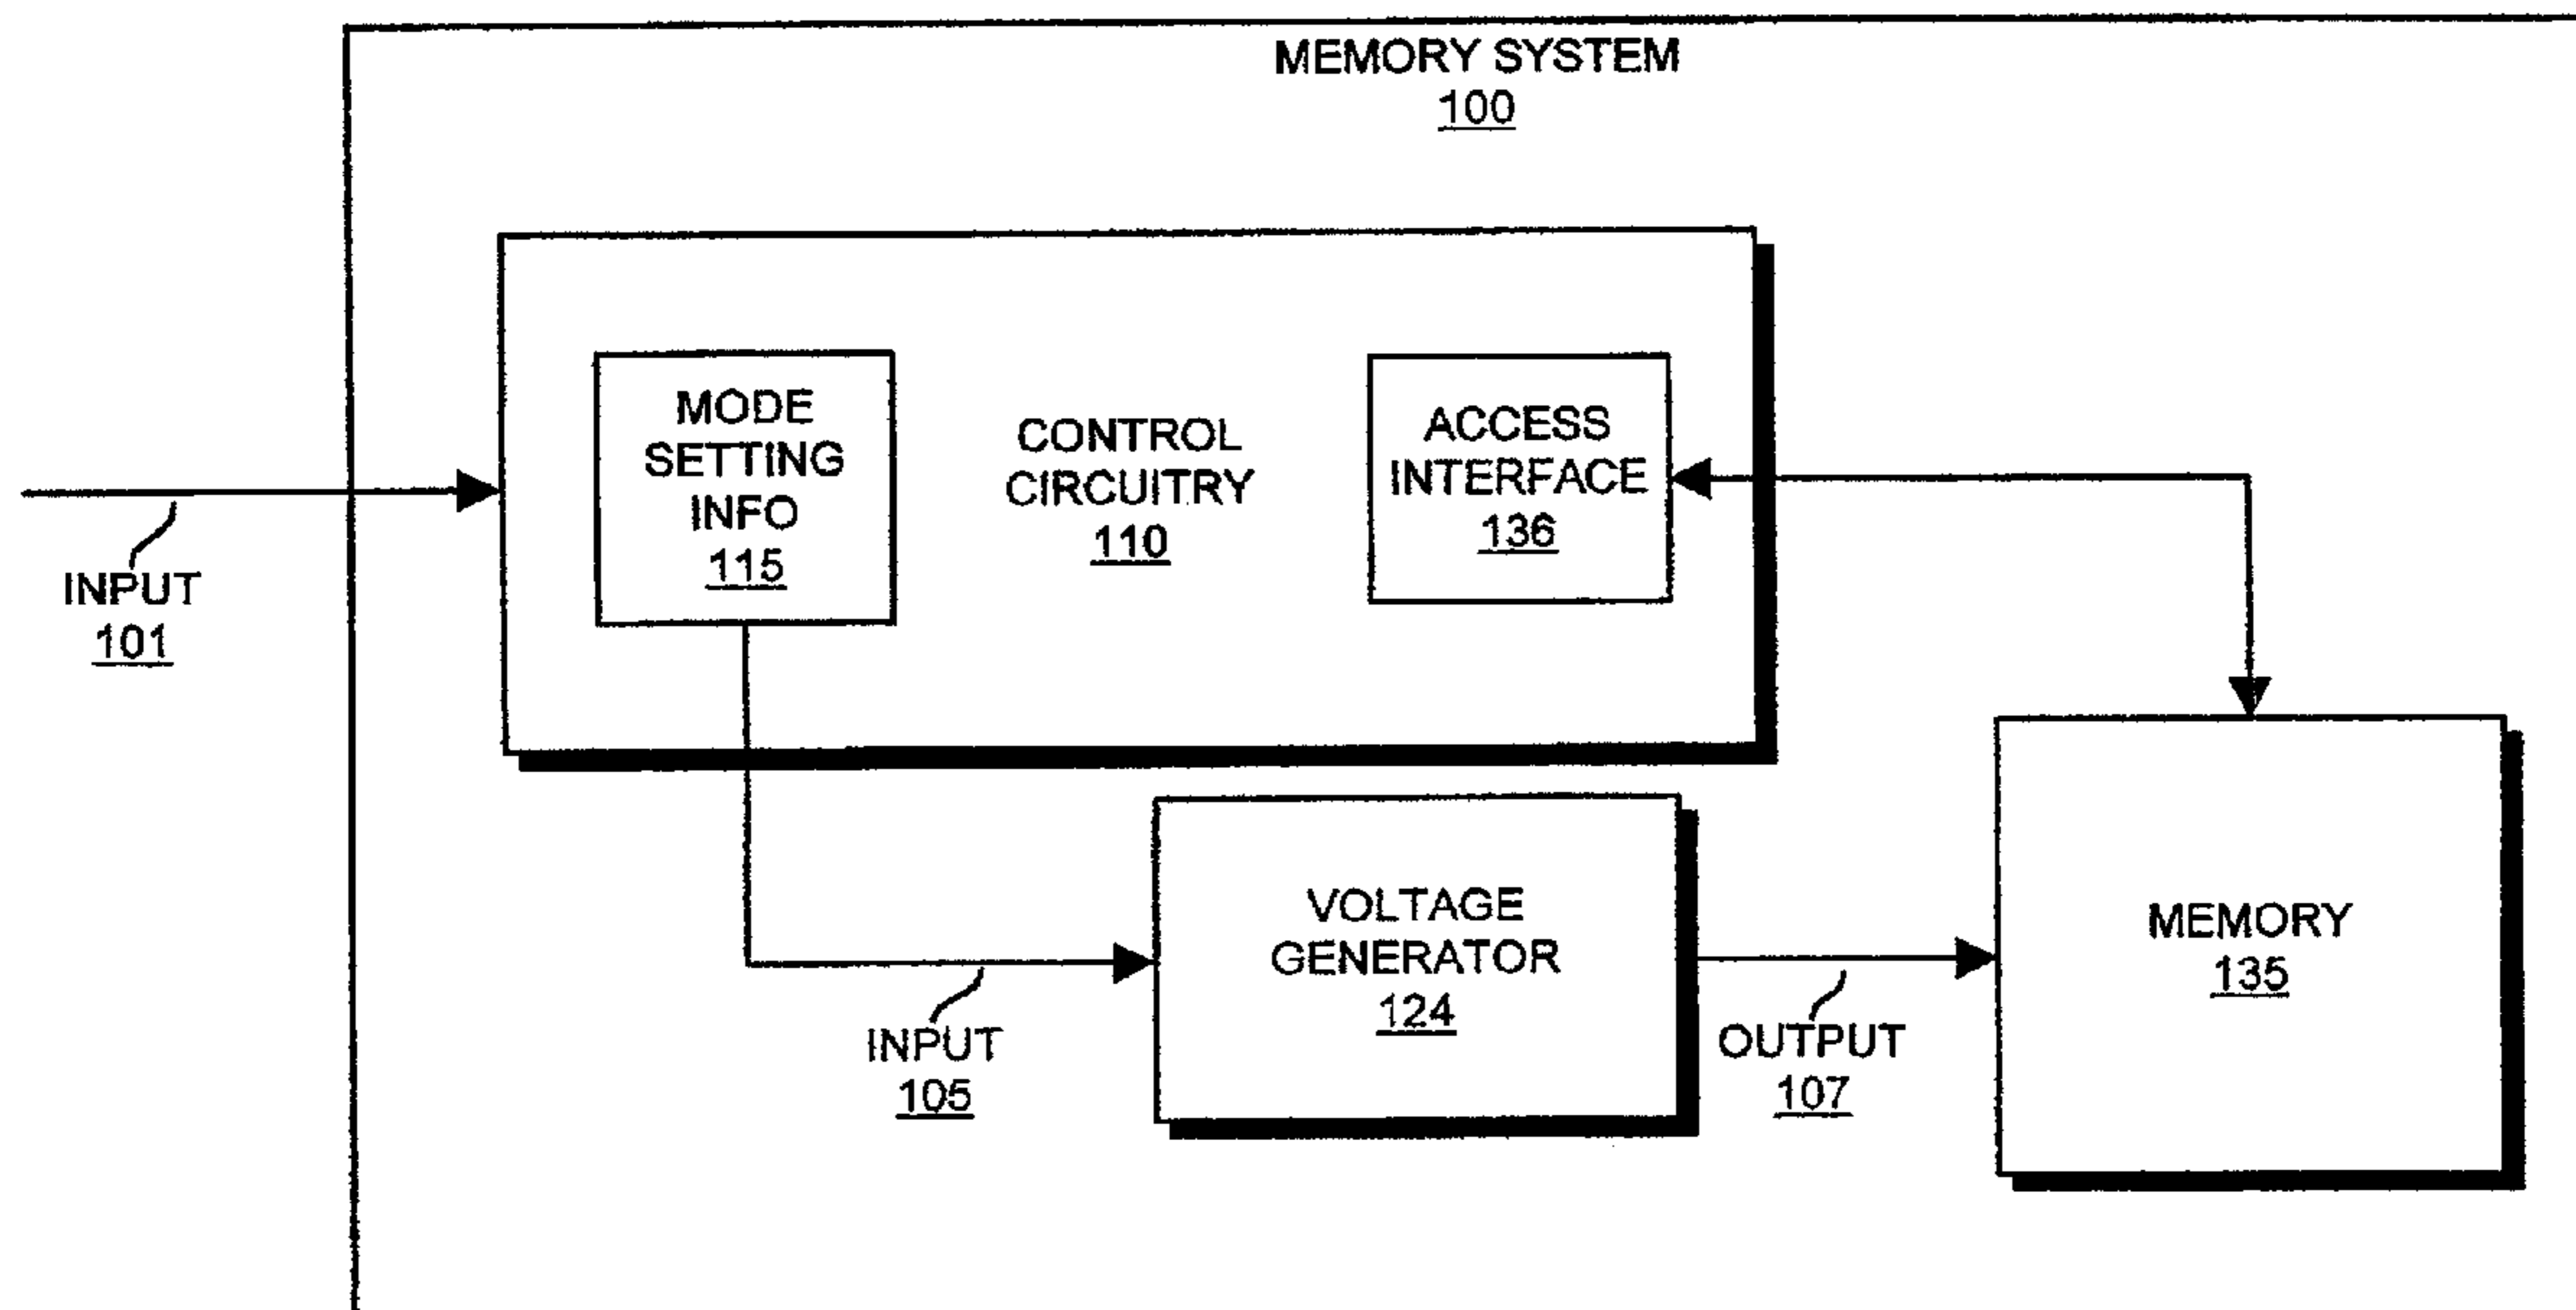 MEMORY SYSTEM
100
MODE
SETTING
INFO
115
CONTROL
CIRCUITRY
110
ACCESS
INTERFACE
136
INPUT
101
VOLTAGE
GENERATOR
124
MEMORY
135
INPUT
105
OUTPUT
107